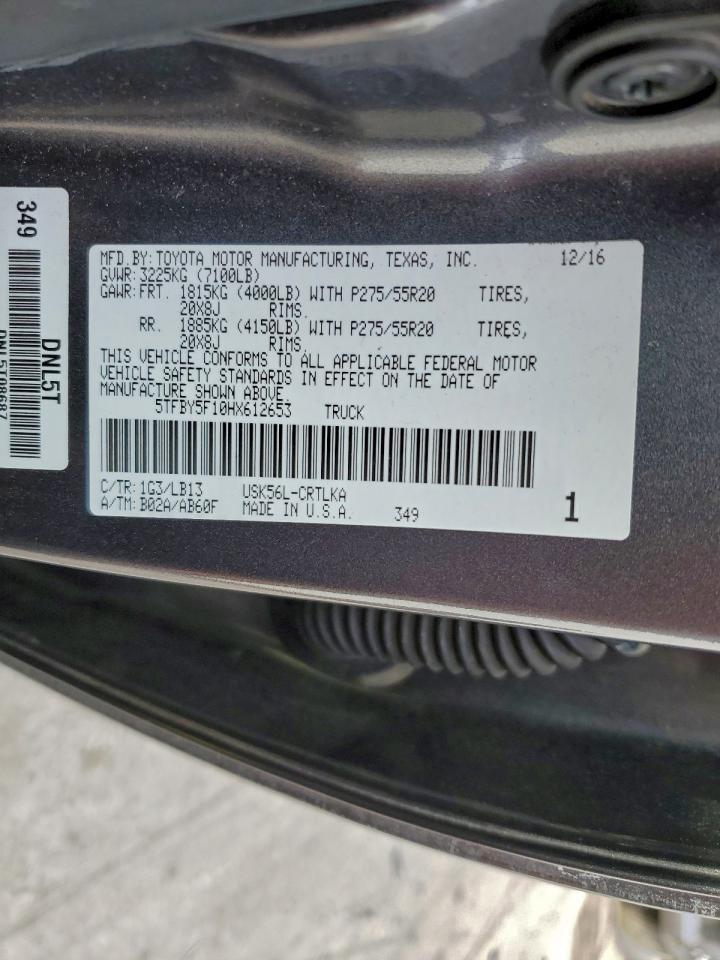 349
DNL5T
DNL5T08687
MFD.BY: TOYOTA MOTOR MANUFACTURING, TEXAS, INC. 12/16
GVWR: 3225KG (7100LB)
GAWR: FRT. 1815KG (4000LB) WITH P275/55R20 TIRES,
20X8J RIMS.
RR. 1885KG (4150LB) WITH P275/55R20 TIRES,
20X8J RIMS.
THIS VEHICLE CONFORMS TO ALL APPLICABLE FEDERAL MOTOR
VEHICLE SAFETY STANDARDS IN EFFECT ON THE DATE OF
MANUFACTURE SHOWN ABOVE.
5TFBY5F10HX612653 TRUCK
C/TR: 1G3/LB13 USK56L-CRTLKA
A/TM: B02A/AB60F MADE IN U.S.A. 349 1